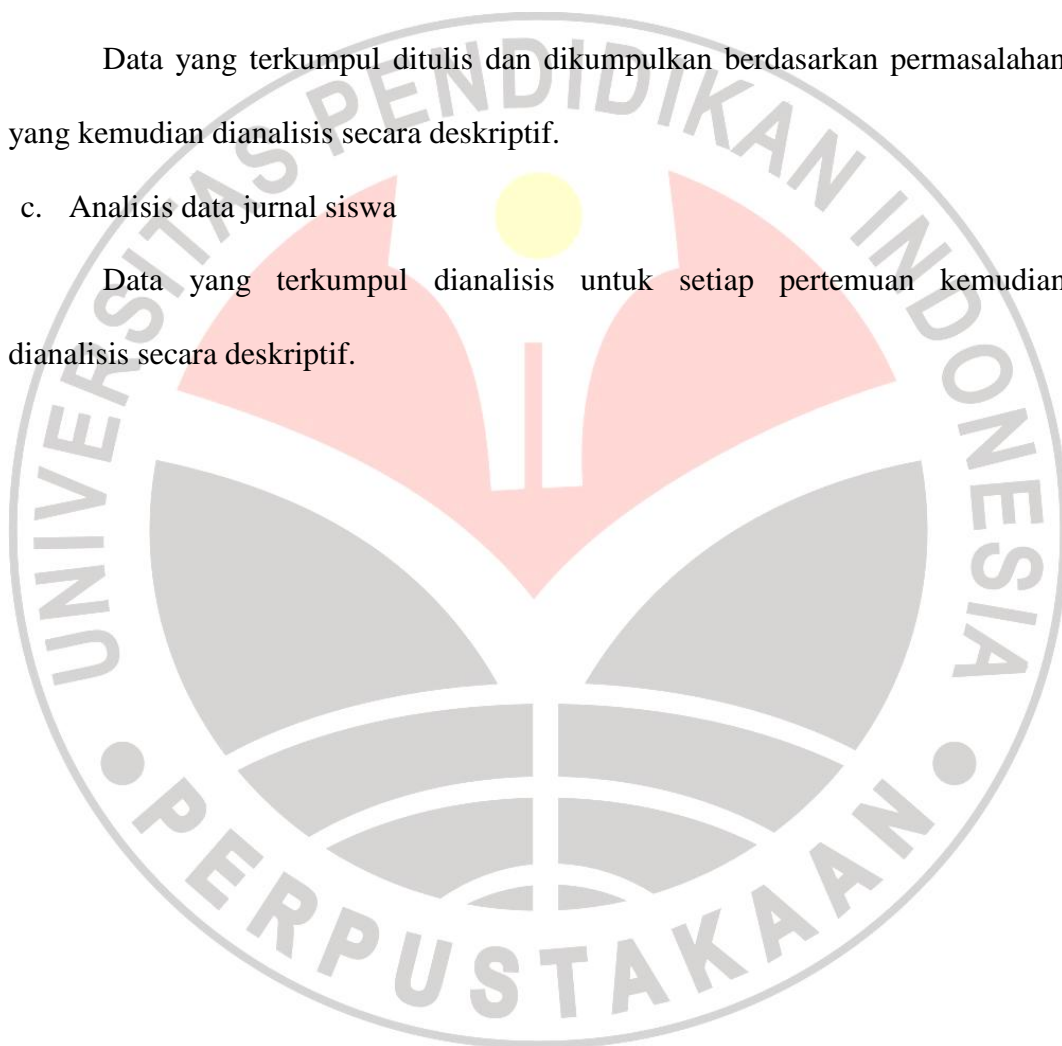 Data yang terkumpul ditulis dan dikumpulkan berdasarkan permasalahan
yang kemudian dianalisis secara deskriptif.
c. Analisis data jurnal siswa
Data yang terkumpul dianalisis untuk setiap pertemuan kemudian
dianalisis secara deskriptif.
UNIVERSITAS PENDIDIKAN INDONESIA
PERPUSTAKAAN